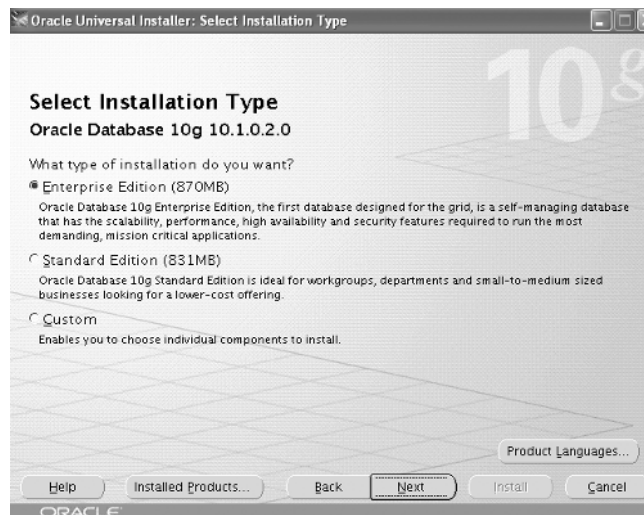 Oracle Universal Installer: Select Installation Type
10g
Select Installation Type
Oracle Database 10g 10.1.0.2.0
What type of installation do you want?
Enterprise Edition (870MB)
Oracle Database 10g Enterprise Edition, the first database designed for the grid, is a self-managing database
that has the scalability, performance, high availability and security features required to run the most
demanding, mission critical applications.
Standard Edition (831MB)
Oracle Database 10g Standard Edition is ideal for workgroups, departments and small-to-medium sized
businesses looking for a lower-cost offering.
Custom
Enables you to choose individual components to install.
Product Languages...
Help Installed Products... Back Next Install Cancel
ORACLE